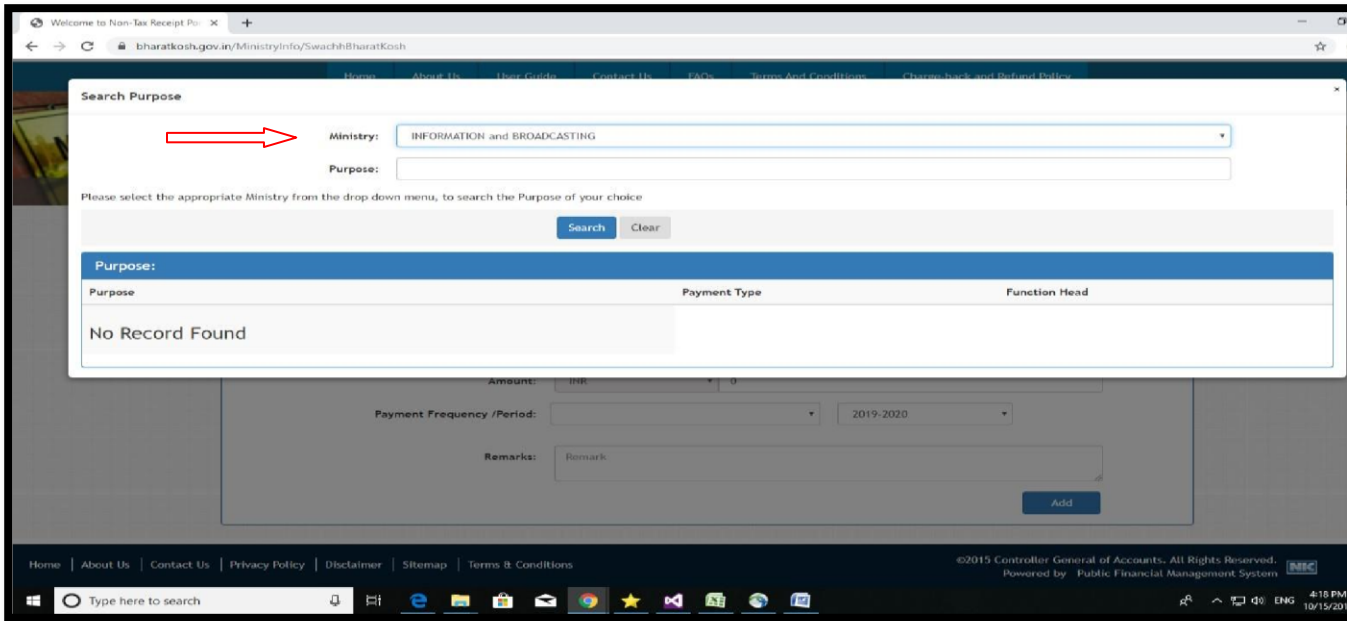 Welcome to Non-Tax Receipt Por
bharatkosh.gov.in/MinistryInfo/SwachhBharatKosh
Home About Us User Guide Contact Us FAQs Terms And Conditions Charge-back and Refund Policy
Search Purpose
Ministry: INFORMATION and BROADCASTING
Purpose:
Please select the appropriate Ministry from the drop down menu, to search the Purpose of your choice
Search Clear
Purpose:
Purpose Payment Type Function Head
No Record Found
Amount: INR 0
Payment Frequency /Period: 2019-2020
Remarks: Remark
Add
Home | About Us | Contact Us | Privacy Policy | Disclaimer | Sitemap | Terms & Conditions
©2015 Controller General of Accounts. All Rights Reserved.
Powered by Public Financial Management System NIC
Type here to search ENG 4:18 PM
10/15/201